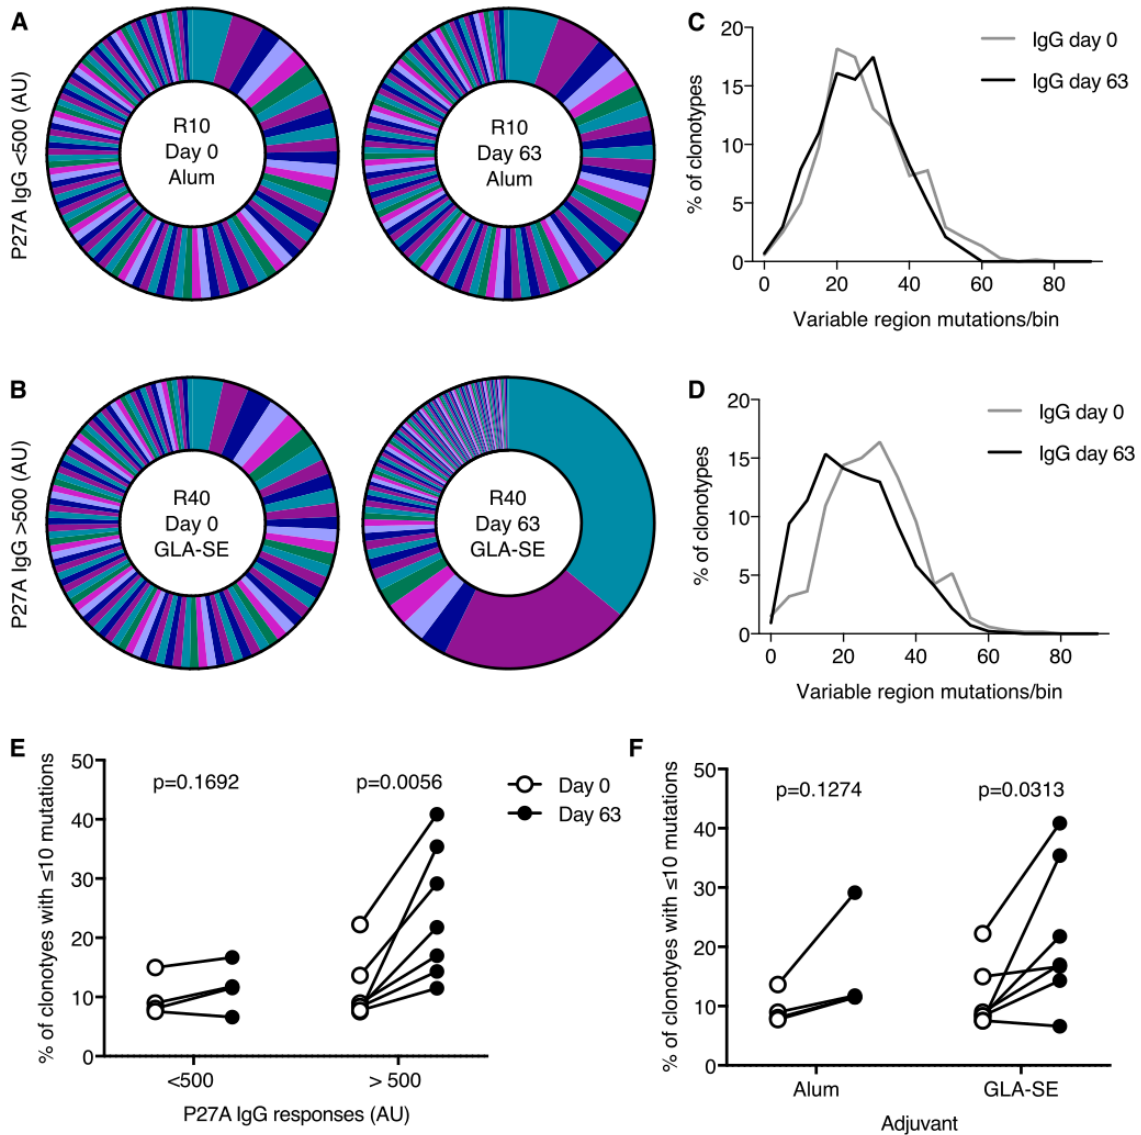 A
P27A IgG <500 (AU)
R10
Day 0
Alum
R10
Day 63
Alum
C
% of clonotypes
20
15
10
5
0
0 20 40 60 80
Variable region mutations/bin
IgG day 0
IgG day 63
B
P27A IgG >500 (AU)
R40
Day 0
GLA-SE
R40
Day 63
GLA-SE
D
% of clonotypes
20
15
10
5
0
0 20 40 60 80
Variable region mutations/bin
IgG day 0
IgG day 63
E
% of clonotyes with ≤10 mutations
50
40
30
20
10
0
p=0.1692
p=0.0056
Day 0
Day 63
<500 > 500
P27A IgG responses (AU)
F
% of clonotyes with ≤10 mutations
50
40
30
20
10
0
p=0.1274
p=0.0313
Alum GLA-SE
Adjuvant